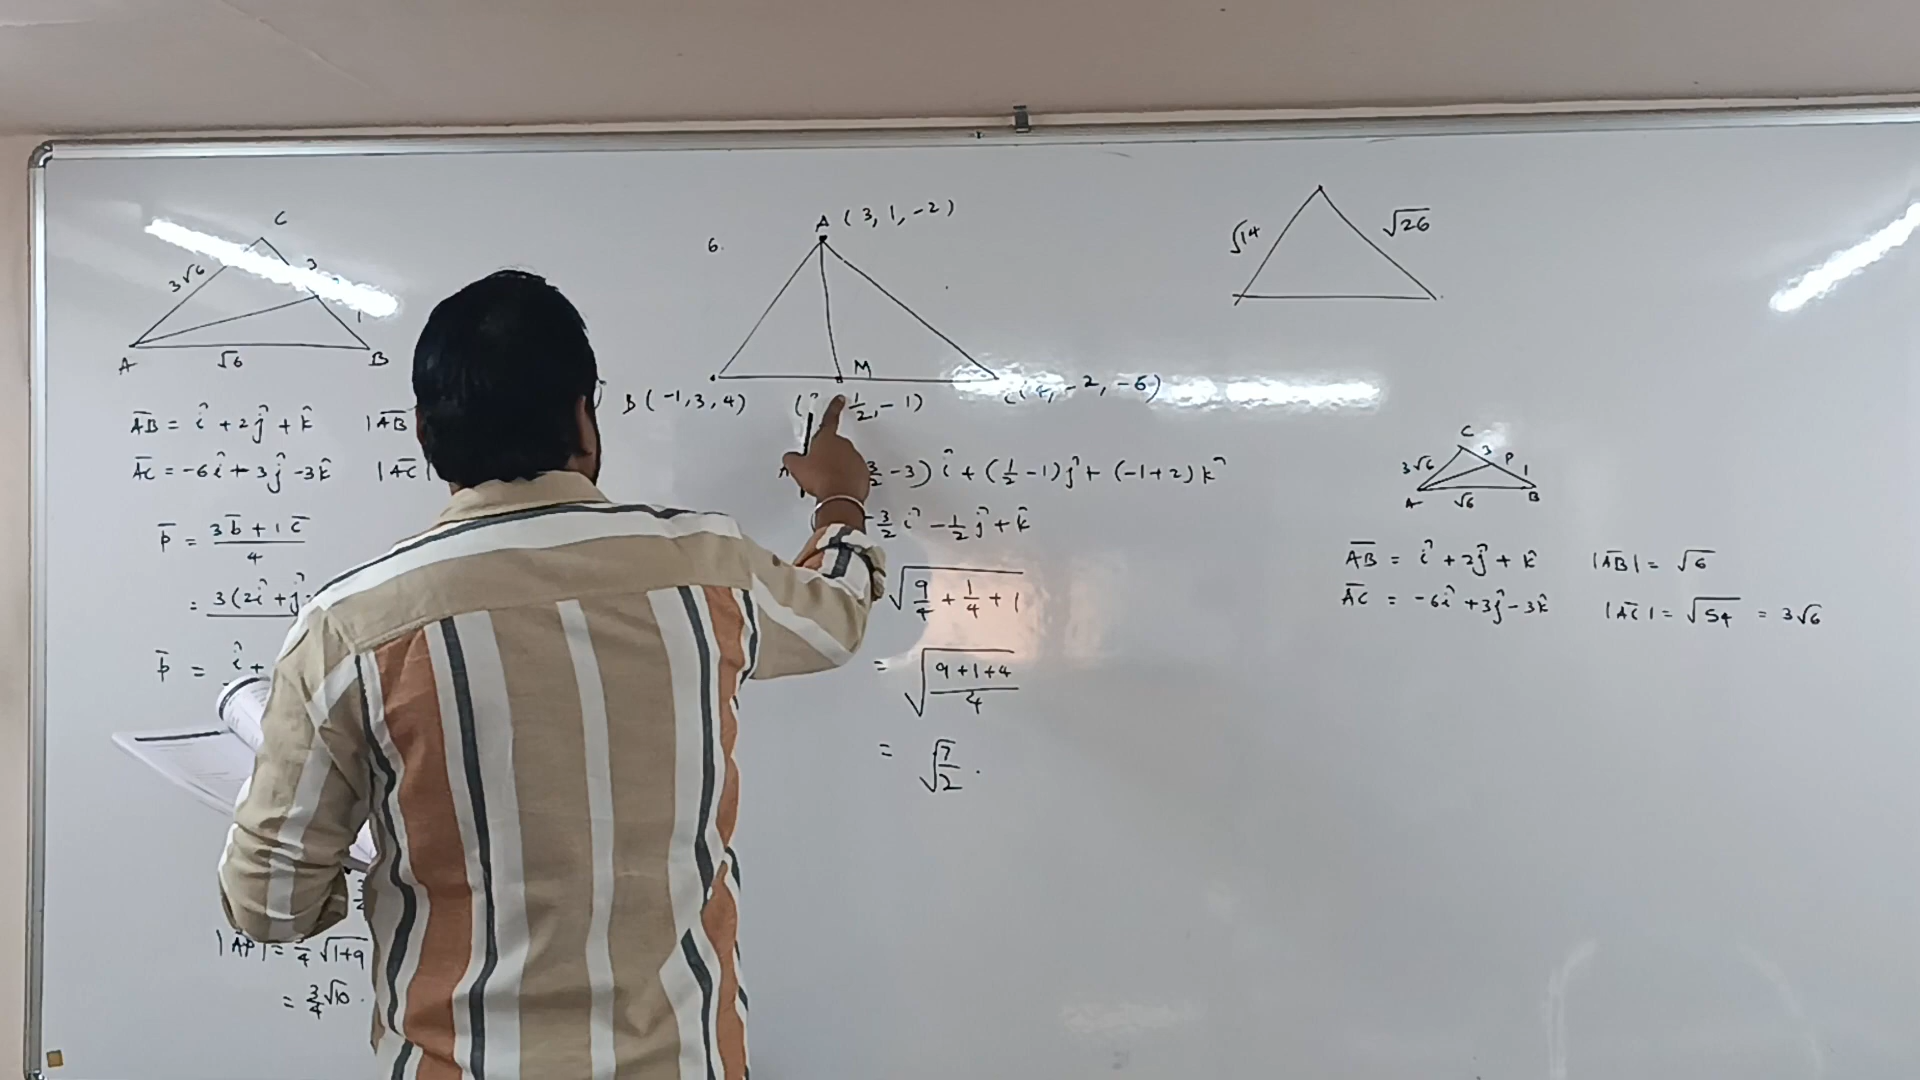 C
3√6
3
1
A
√6
B
AB̅ = î + 2ĵ + k̂ |AB̅
AC̅ = -6î + 3ĵ - 3k̂ |AC̅|
p̅ = (3b̅ + 1c̅)/4
= 3(2î + ĵ
p̅ = î +
|AP̅| = 3/4 √(1+9)
= 3/4 √10.
6.
A (3, 1, -2)
M
B (-1, 3, 4)
1/2, -1)
-2, -6)
3/2 - 3) î + (1/2 - 1) ĵ + (-1+2) k̂
-3/2 î - 1/2 ĵ + k̂
√(9/4 + 1/4 + 1
= √((9+1+4)/4)
= √(7/2).
√14
√26
C
3√6
3
P
1
A
√6
B
AB̅ = î + 2ĵ + k̂ |AB̅| = √6
AC̅ = -6î + 3ĵ - 3k̂ |AC̅| = √54 = 3√6